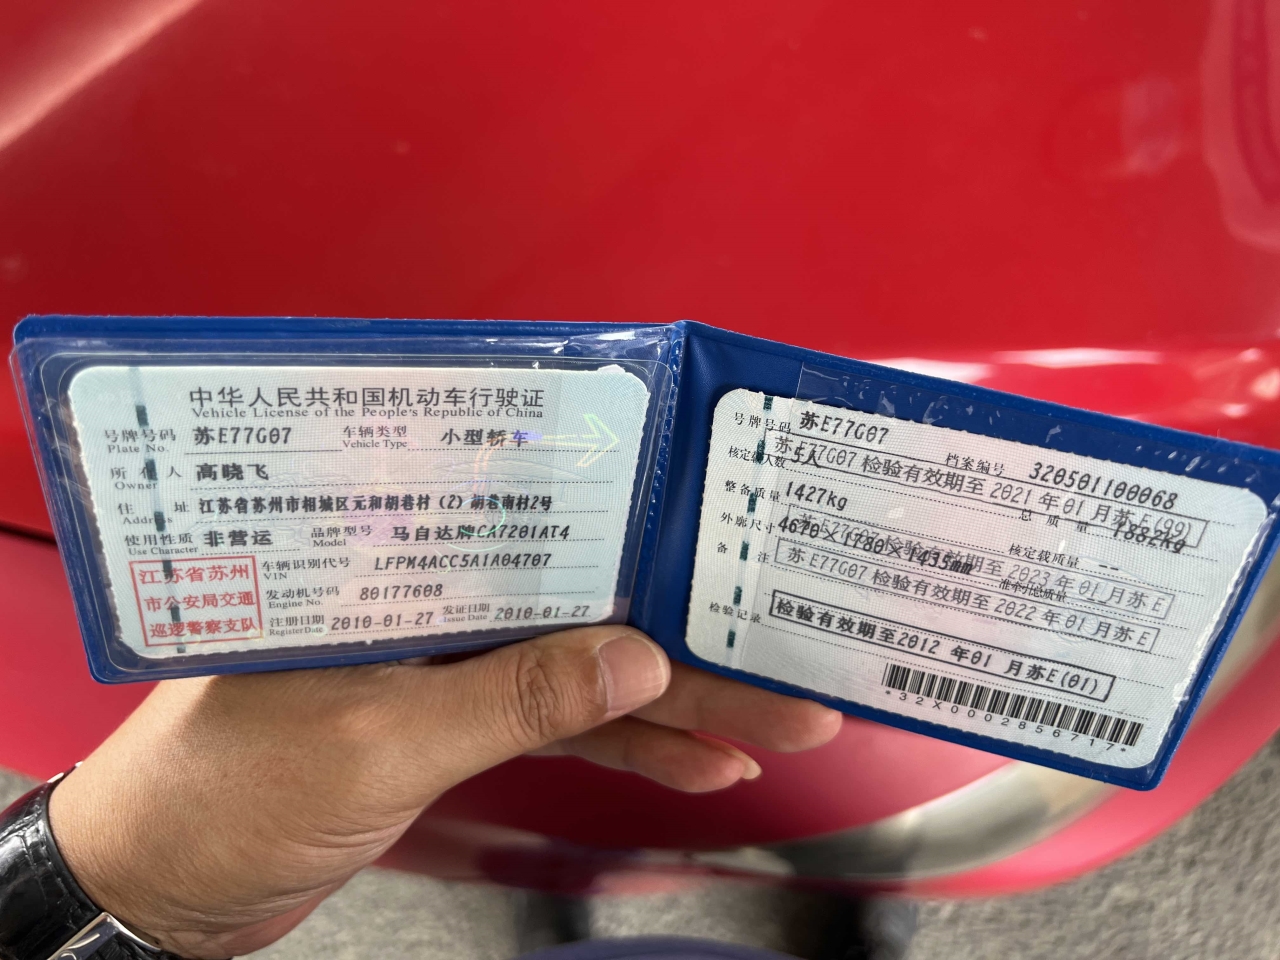 中华人民共和国机动车行驶证
Vehicle License of the People's Republic of China
号牌号码 苏E77G07 车辆类型 小型轿车
Plate No. Vehicle Type
所有人 高晓飞
Owner
住址 江苏省苏州市相城区元和胡巷村(2)胡巷南村2号
Address
使用性质 非营运 品牌型号 马自达牌CA7201AT4
Use Character Model
江苏省苏州
市公安局交通
巡逻警察支队
车辆识别代号 LFPM4ACC5A1A04707
VIN
发动机号码 80177608
Engine No.
注册日期 2010-01-27 发证日期 2010-01-27
Register Date Issue Date
号牌号码 苏E77G07 档案编号 320501100068
苏E77G07 检验有效期至 2021 年 01 月苏E(99)
核定载人数 5人 总质量 1882kg
整备质量 1427kg 核定载质量 --
外廓尺寸 4670×1780×1435mm 准牵引总质量
苏E77G07 检验有效期至 2023 年 01 月苏E
备注
苏E77G07 检验有效期至 2022 年 01 月苏E
检验记录 检验有效期至2012 年01 月苏E(01)
*32X0002856717*